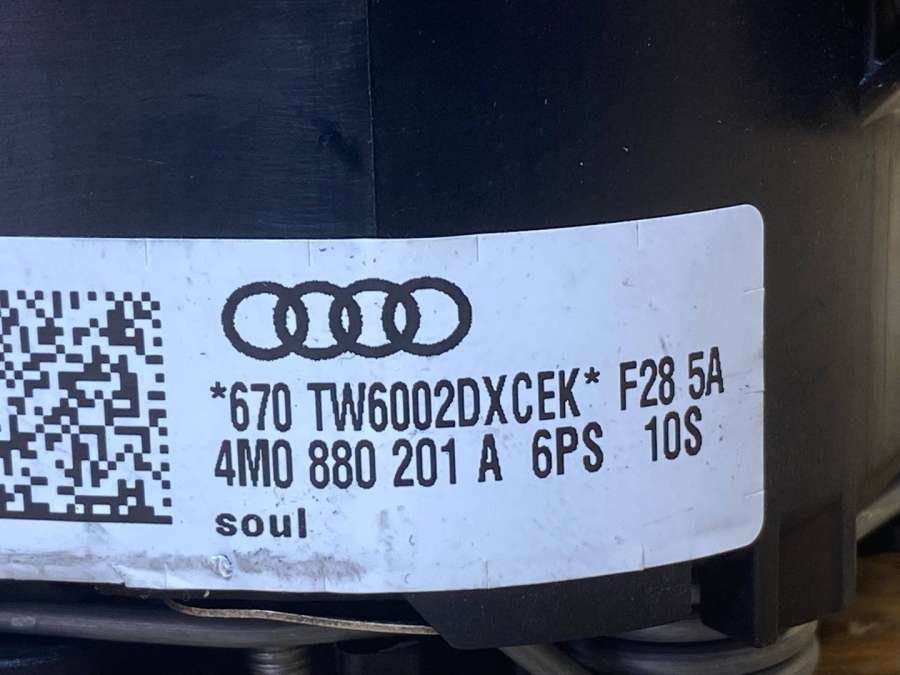 *670 TW6002DXCEK* F28 5A
4M0 880 201 A 6PS 10S
soul